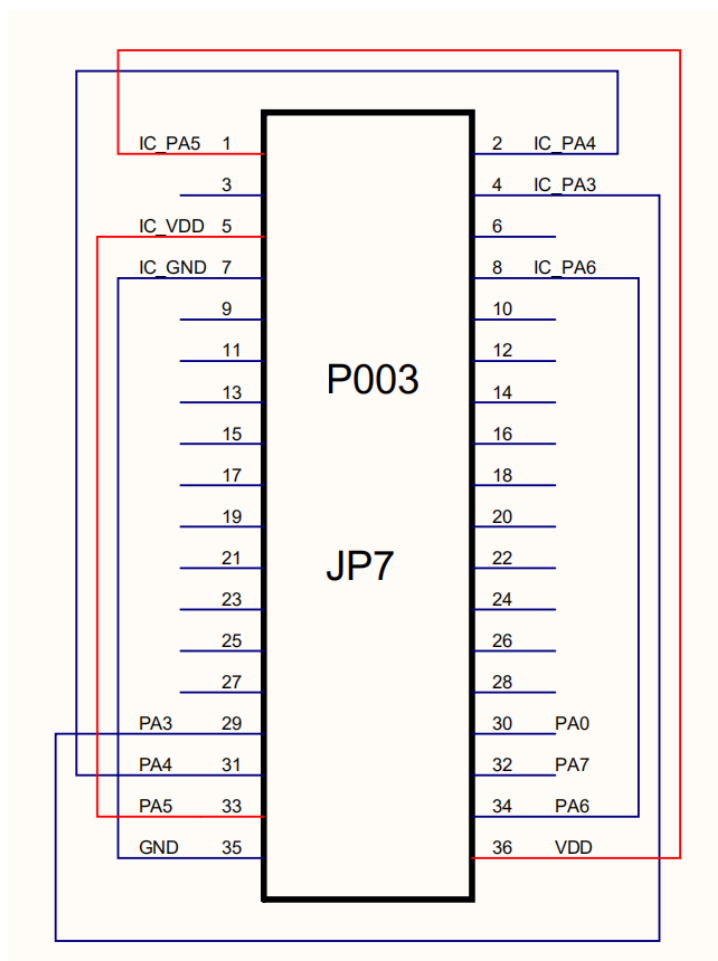 IC_PA5 1 2 IC_PA4
3 4 IC_PA3
IC_VDD 5 6
IC_GND 7 8 IC_PA6
9 10
11 12
P003
13 14
15 16
17 18
19 20
JP7
21 22
23 24
25 26
27 28
PA3 29 30 PA0
PA4 31 32 PA7
PA5 33 34 PA6
GND 35 36 VDD